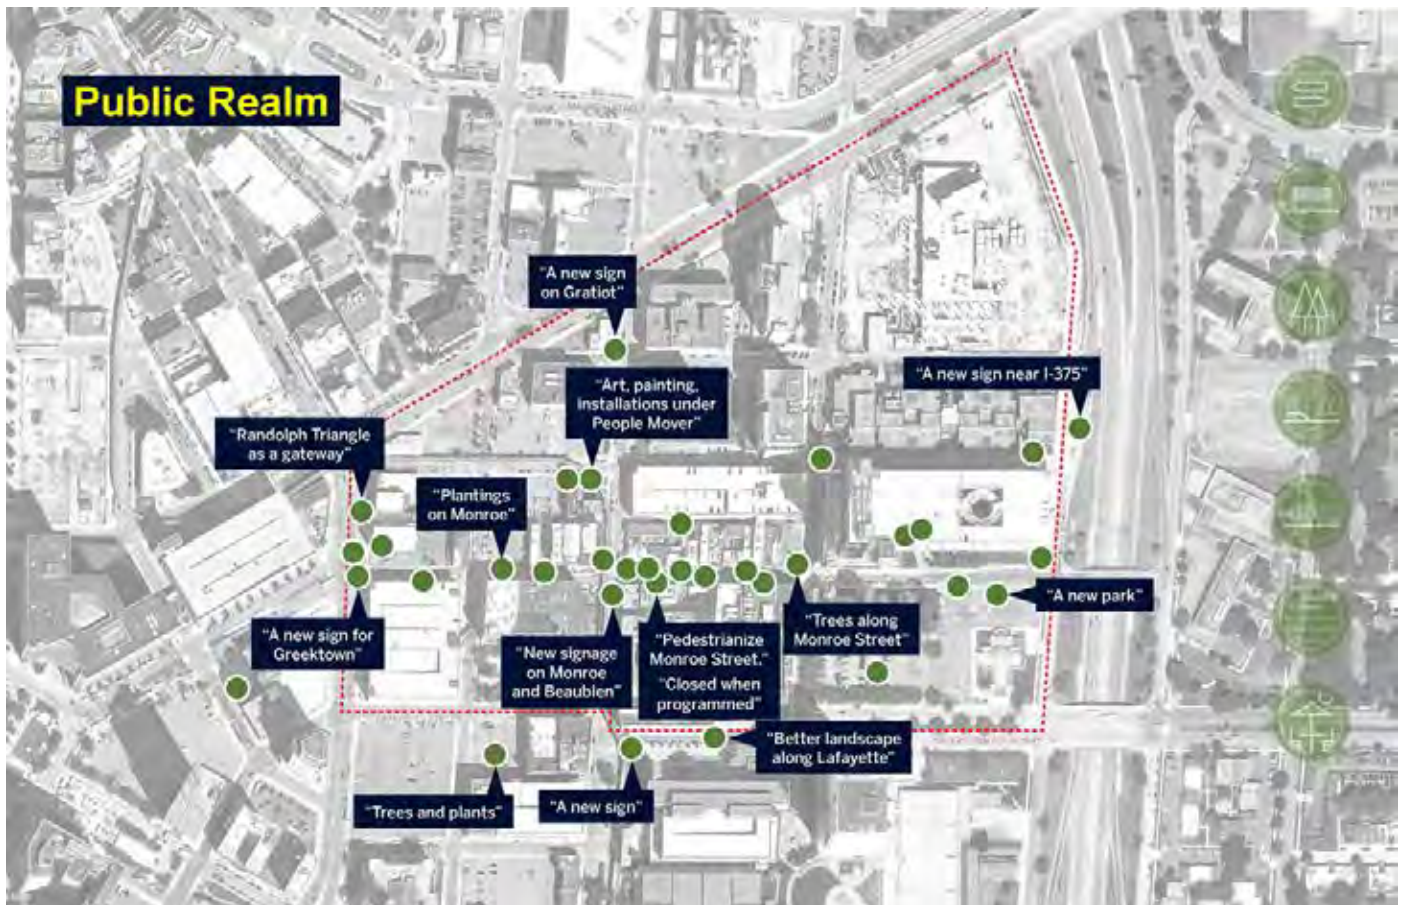 Public Realm
“A new sign
on Gratiot”
“Art, painting,
installations under
People Mover”
“A new sign near I-375”
“Randolph Triangle
as a gateway”
“Plantings
on Monroe”
“A new sign for
Greektown”
“New signage
on Monroe
and Beaubien”
“Pedestrianize
Monroe Street.”
“Closed when
programmed”
“Trees along
Monroe Street”
“A new park”
“Better landscape
along Lafayette”
“Trees and plants”
“A new sign”